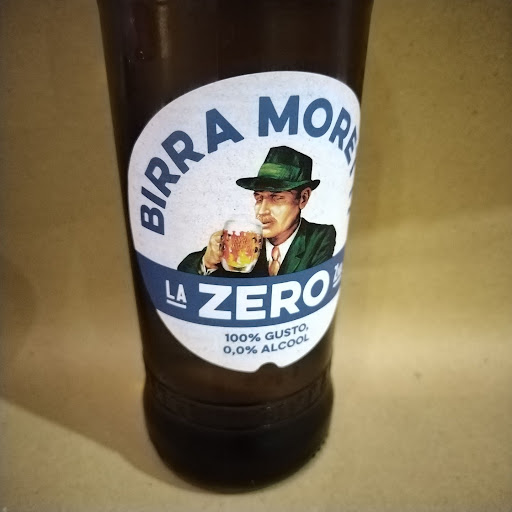 BIRRA MORE
LA ZERO
100% GUSTO,
0,0% ALCOOL